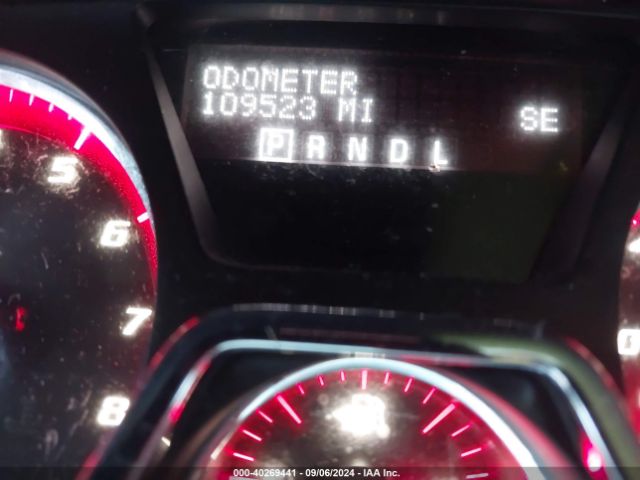 ODOMETER
109523 MI SE
P R N D L
5
6
7
8
000-40269441 - 09/06/2024 - IAA Inc.